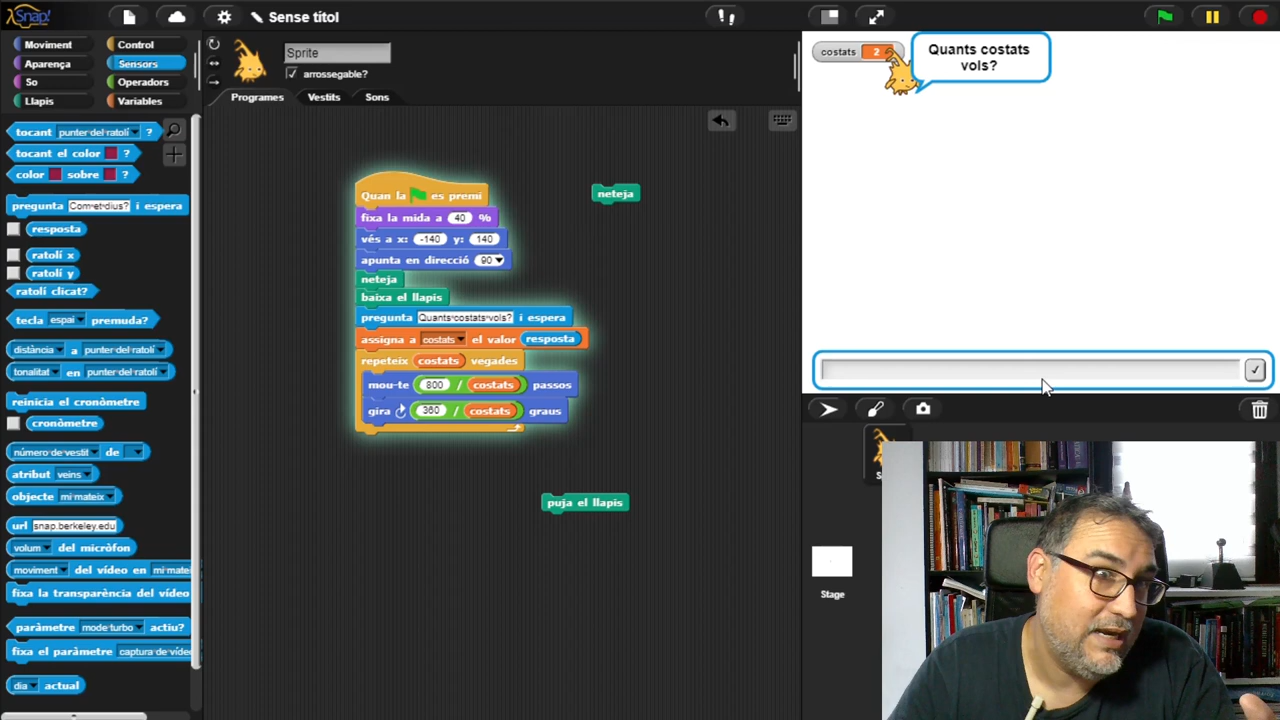 Snap!
Sense títol
Moviment
Control
Aparença
Sensors
So
Operadors
Llapis
Variables
tocant punter del ratolí ?
tocant el color ?
color sobre ?
pregunta Com et dius? i espera
resposta
ratolí x
ratolí y
ratolí clicat?
tecla espai premuda?
distància a punter del ratolí
tonalitat en punter del ratolí
reinicia el cronòmetre
cronòmetre
número de vestit de
atribut veïns
objecte mi mateix
url snap.berkeley.edu
volum del micròfon
moviment del vídeo en mi matei
fixa la transparència del vídeo
paràmetre mode turbo actiu?
fixa el paràmetre captura de víde
dia actual
Sprite
arrossegable?
Programes
Vestits
Sons
Quan la es premi
fixa la mida a 40 %
vés a x: -140 y: 140
apunta en direcció 90
neteja
baixa el llapis
pregunta Quants costats vols? i espera
assigna a costats el valor resposta
repeteix costats vegades
mou-te 800 / costats passos
gira 360 / costats graus
neteja
puja el llapis
costats 2
Quants costats
vols?
S
Stage